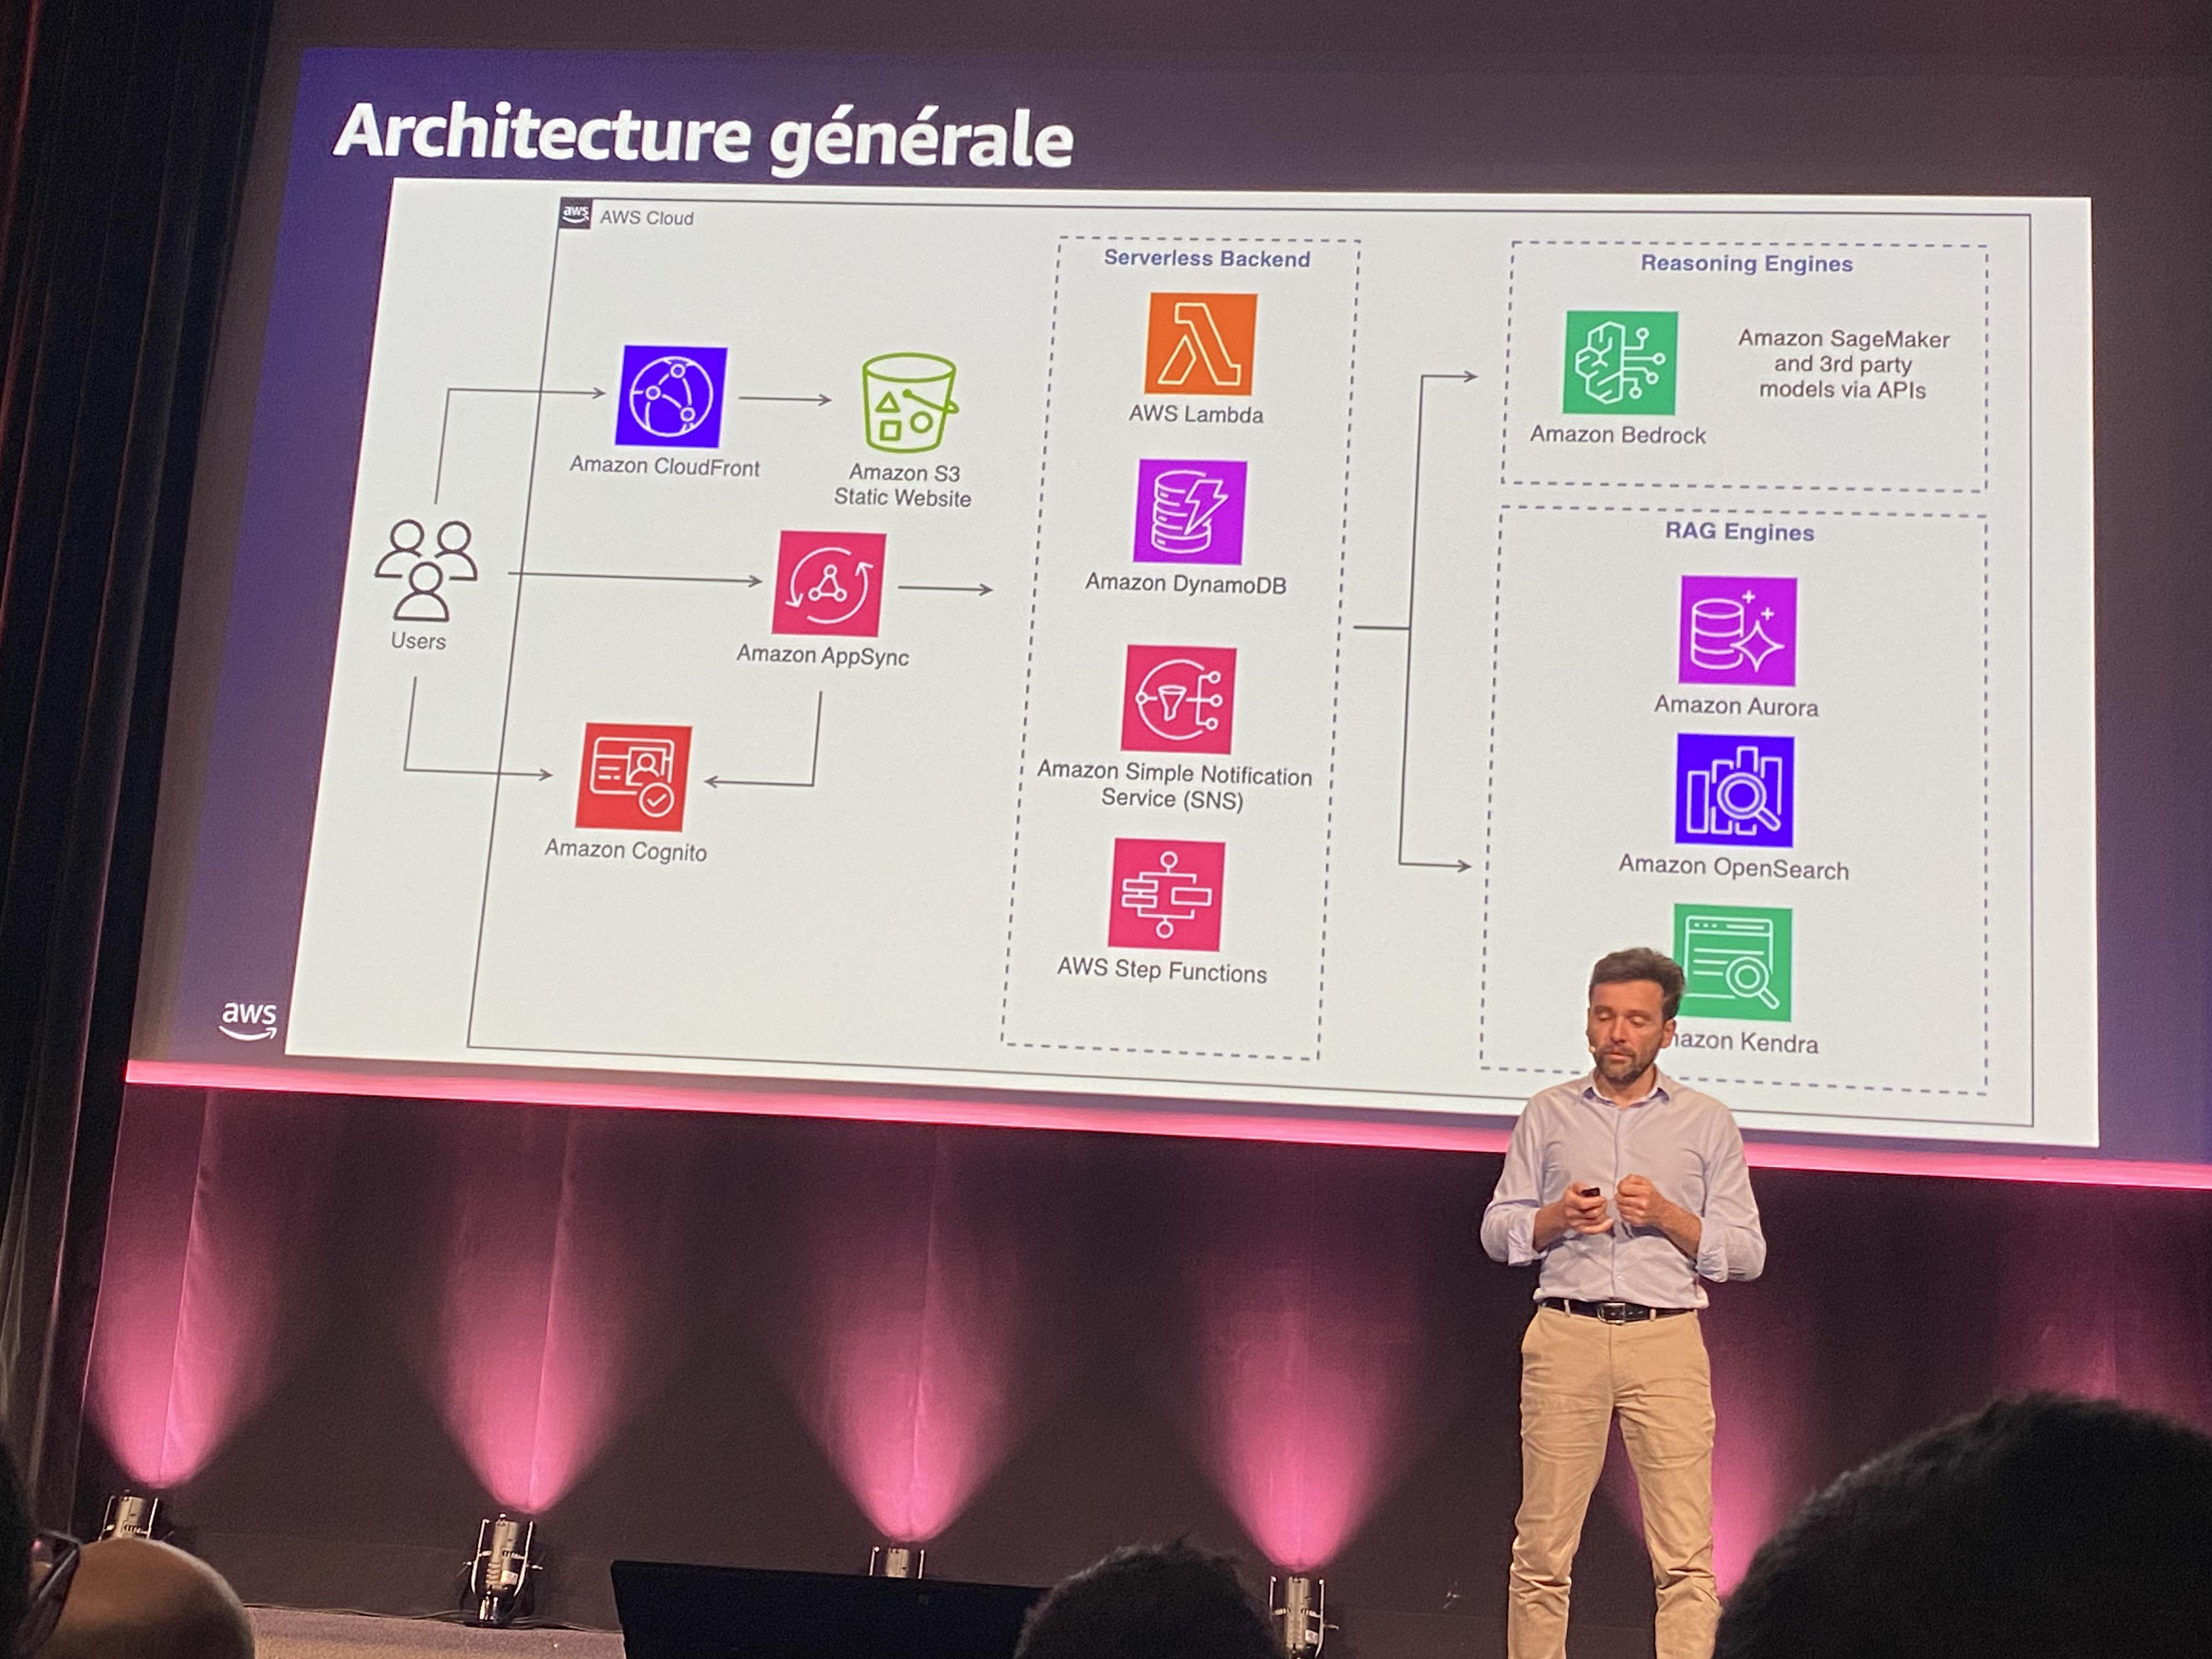 Architecture générale
aws
AWS Cloud
Amazon CloudFront
Amazon S3
Static Website
Users
Amazon AppSync
Amazon Cognito
Serverless Backend
AWS Lambda
Amazon DynamoDB
Amazon Simple Notification
Service (SNS)
AWS Step Functions
Reasoning Engines
Amazon Bedrock
Amazon SageMaker
and 3rd party
models via APIs
RAG Engines
Amazon Aurora
Amazon OpenSearch
Kendra
aws